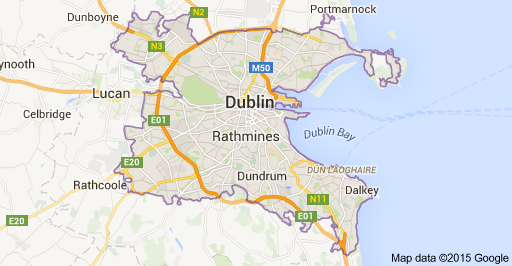 Dunboyne
N2
Portmarnock
N3
M50
ynooth
Lucan
Dublin
Celbridge
E01
Rathmines
Dublin Bay
E20
DUN LAOGHAIRE
Rathcoole
Dundrum
Dalkey
N11
E20
E01
Map data ©2015 Google